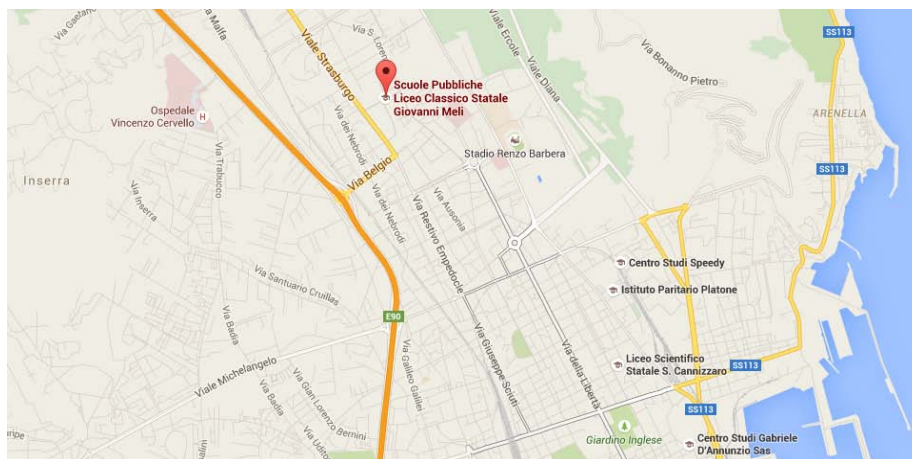 Via Gaetano
Via Malfa
Viale Strasburgo
Via S. Loren
Viale Ercole
Viale Diana
Via Bonanno Pietro
SS113
Scuole Pubbliche
Liceo Classico Statale
Giovanni Meli
Ospedale
Vincenzo Cervello
H
ARENELLA
Via dei Nebrodi
Stadio Renzo Barbera
SS113
Via Trabucco
Via Belgio
Inserra
Via Inserra
Via dei Nebrodi
Via Restivo Empedocle
Via Ausonia
Centro Studi Speedy
Via Santuario Cruillas
Istituto Paritario Platone
E90
Via Badia
Viale Michelangelo
Via Galileo Galilei
Via Giuseppe Sciuti
Via della Libertà
Liceo Scientifico
Statale S. Cannizzaro
SS113
Via Badia
Via Gian Lorenzo Bernini
SS113
Giardino Inglese
Centro Studi Gabriele
D'Annunzio Sas